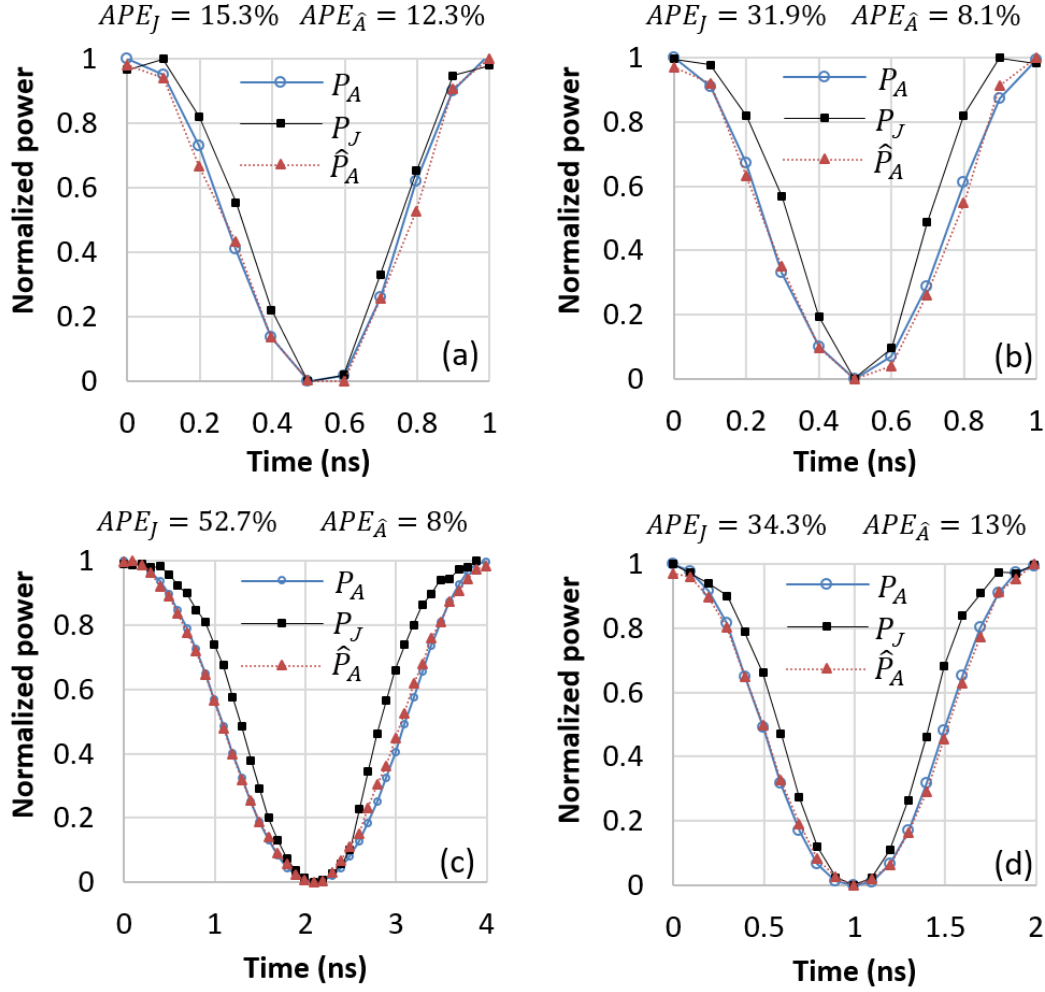 APE_J = 15.3% APE_Â = 12.3%
Normalized power
1
0.8
0.6
0.4
0.2
0
P_A
P_J
P̂_A
(a)
0 0.2 0.4 0.6 0.8 1
Time (ns)
APE_J = 31.9% APE_Â = 8.1%
Normalized power
1
0.8
0.6
0.4
0.2
0
P_A
P_J
P̂_A
(b)
0 0.2 0.4 0.6 0.8 1
Time (ns)
APE_J = 52.7% APE_Â = 8%
Normalized power
1
0.8
0.6
0.4
0.2
0
P_A
P_J
P̂_A
(c)
0 1 2 3 4
Time (ns)
APE_J = 34.3% APE_Â = 13%
Normalized power
1
0.8
0.6
0.4
0.2
0
P_A
P_J
P̂_A
(d)
0 0.5 1 1.5 2
Time (ns)